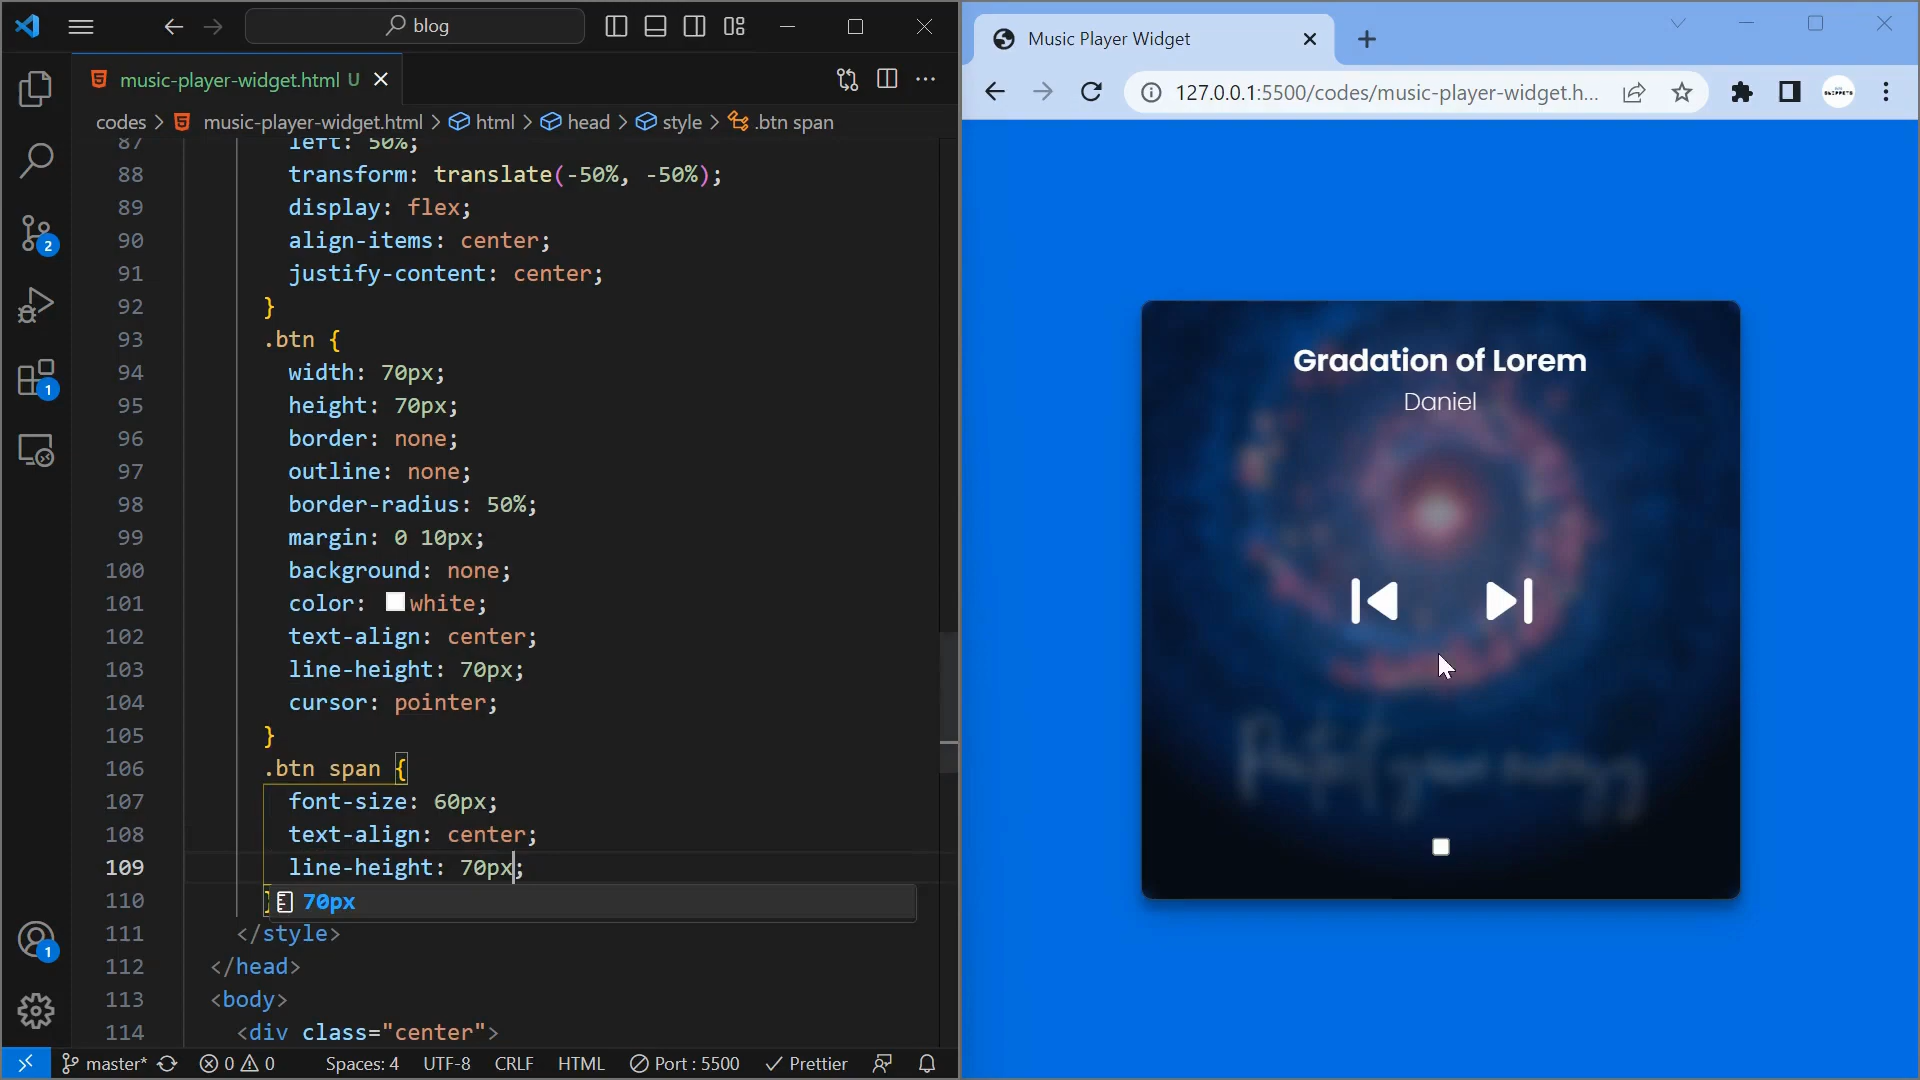 blog
music-player-widget.html U
codes > music-player-widget.html > html > head > style > .btn span
87 left: 50%;
88 transform: translate(-50%, -50%);
89 display: flex;
90 align-items: center;
91 justify-content: center;
92 }
93 .btn {
94 width: 70px;
95 height: 70px;
96 border: none;
97 outline: none;
98 border-radius: 50%;
99 margin: 0 10px;
100 background: none;
101 color: white;
102 text-align: center;
103 line-height: 70px;
104 cursor: pointer;
105 }
106 .btn span {
107 font-size: 60px;
108 text-align: center;
109 line-height: 70px;
110 }
70px
111 </style>
112 </head>
113 <body>
114 <div class="center">
2
1
1
master* 0 0 Spaces: 4 UTF-8 CRLF HTML Port : 5500 Prettier
Music Player Widget
127.0.0.1:5500/codes/music-player-widget.h...
Gradation of Lorem
Daniel